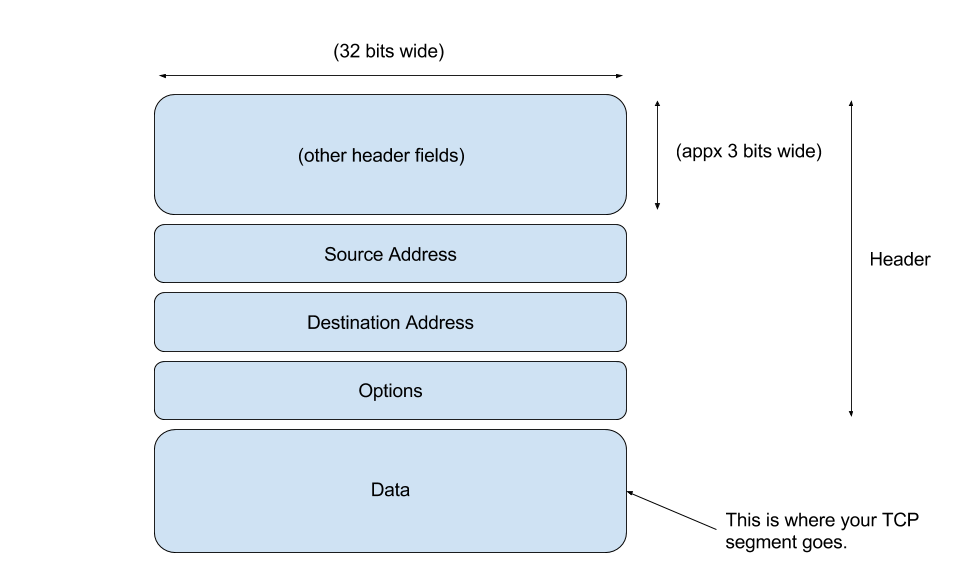 (32 bits wide)
(other header fields)
(appx 3 bits wide)
Source Address
Header
Destination Address
Options
Data
This is where your TCP
segment goes.